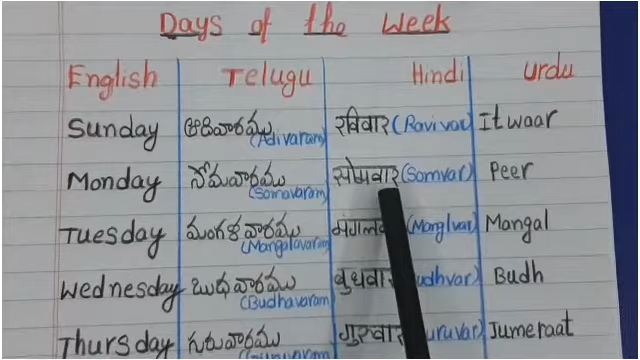 Days of the Week
English Telugu Hindi Urdu
Sunday ఆదివారము (Adivaram) रविवार (Ravivar) Itwaar
Monday సోమవారము (Somavaram) सोमवार (Somvar) Peer
Tuesday మంగళవారము (Mangalavaram) (Manglvar) Mangal
Wednesday బుధవారము (Budhavaram) Budh
Thursday గురువారము गुरुवार Jumeraat